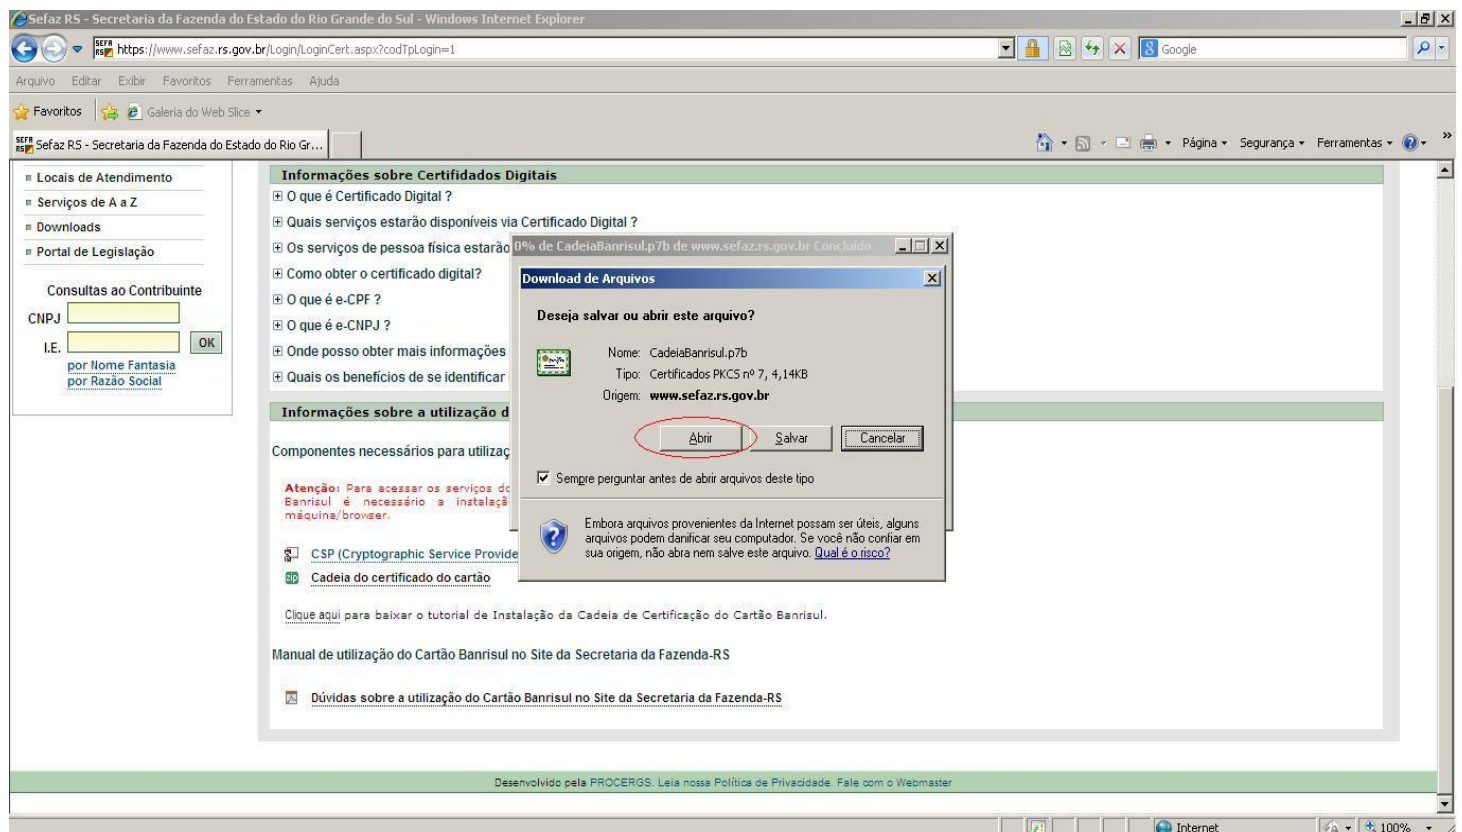 Sefaz RS - Secretaria da Fazenda do Estado do Rio Grande do Sul - Windows Internet Explorer
https://www.sefaz.rs.gov.br/Login/LoginCert.aspx?codTpLogin=1
Google
Arquivo Editar Exibir Favoritos Ferramentas Ajuda
Favoritos Galeria do Web Slice
Sefaz RS - Secretaria da Fazenda do Estado do Rio Gr...
Página Segurança Ferramentas
Locais de Atendimento
Serviços de A a Z
Downloads
Portal de Legislação
Consultas ao Contribuinte
CNPJ
I.E.
OK
por Nome Fantasia
por Razão Social
Informações sobre Certifidados Digitais
O que é Certificado Digital ?
Quais serviços estarão disponíveis via Certificado Digital ?
Os serviços de pessoa física estarão
Como obter o certificado digital?
O que é e-CPF ?
O que é e-CNPJ ?
Onde posso obter mais informações
Quais os benefícios de se identificar
Informações sobre a utilização d
Componentes necessários para utilizaç
Atenção: Para acessar os serviços do
Banrisul é necessário a instalaçã
máquina/browser.
CSP (Cryptographic Service Provide
Cadeia do certificado do cartão
Clique aqui para baixar o tutorial de Instalação da Cadeia de Certificação do Cartão Banrisul.
Manual de utilização do Cartão Banrisul no Site da Secretaria da Fazenda-RS
Dúvidas sobre a utilização do Cartão Banrisul no Site da Secretaria da Fazenda-RS
0% de CadeiaBanrisul.p7b de www.sefaz.rs.gov.br Concluído
Download de Arquivos
Deseja salvar ou abrir este arquivo?
Nome: CadeiaBanrisul.p7b
Tipo: Certificados PKCS nº 7, 4,14KB
Origem: www.sefaz.rs.gov.br
Abrir Salvar Cancelar
Sempre perguntar antes de abrir arquivos deste tipo
Embora arquivos provenientes da Internet possam ser úteis, alguns
arquivos podem danificar seu computador. Se você não confiar em
sua origem, não abra nem salve este arquivo. Qual é o risco?
Desenvolvido pela PROCERGS. Leia nossa Política de Privacidade. Fale com o Webmaster
Internet
100%